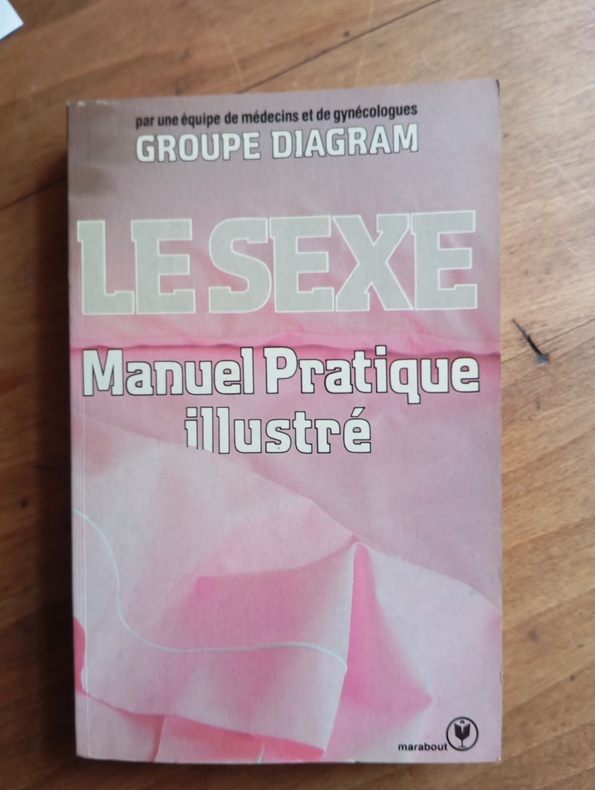 par une équipe de médecins et de gynécologues
GROUPE DIAGRAM
LE SEXE
Manuel Pratique
illustré
marabout